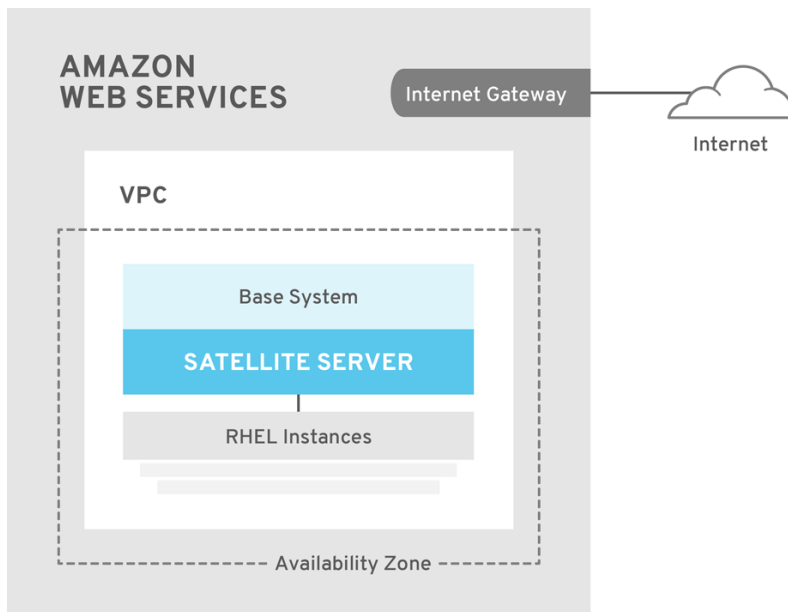 AMAZON
WEB SERVICES
Internet Gateway
Internet
VPC
Base System
SATELLITE SERVER
RHEL Instances
Availability Zone